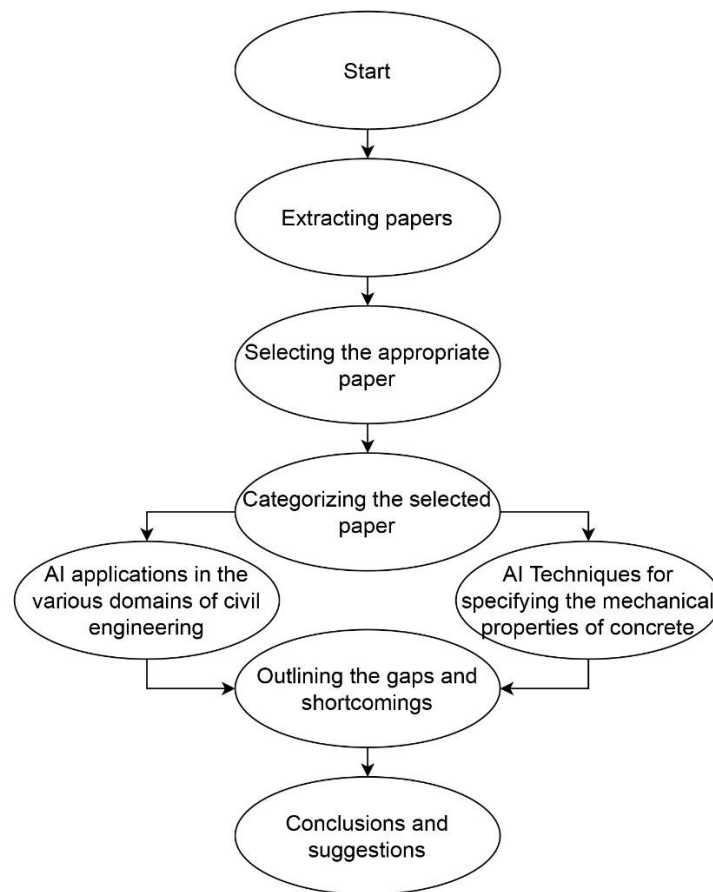 Start
Extracting papers
Selecting the appropriate
paper
Categorizing the selected
paper
AI applications in the
various domains of civil
engineering
AI Techniques for
specifying the mechanical
properties of concrete
Outlining the gaps and
shortcomings
Conclusions and
suggestions